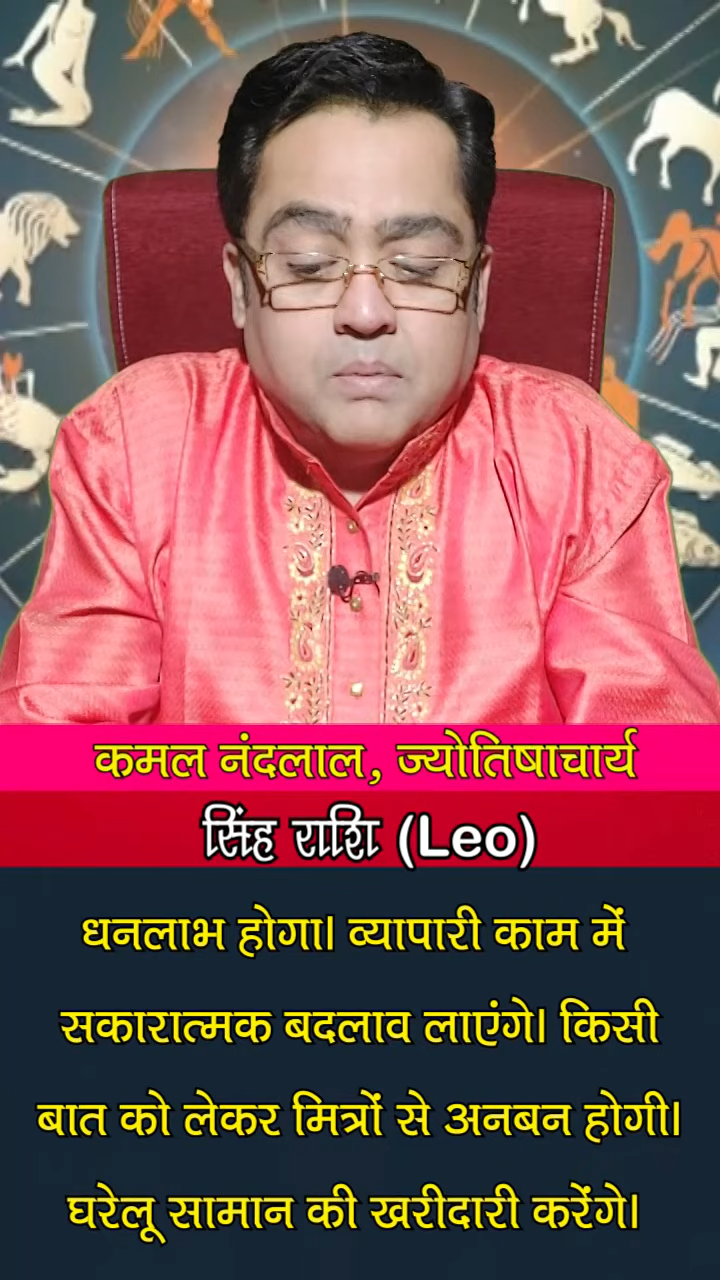 कमल नंदलाल, ज्योतिषाचार्य
सिंह राशि (Leo)
धनलाभ होगा। व्यापारी काम में
सकारात्मक बदलाव लाएंगे। किसी
बात को लेकर मित्रों से अनबन होगी।
घरेलू सामान की खरीदारी करेंगे।